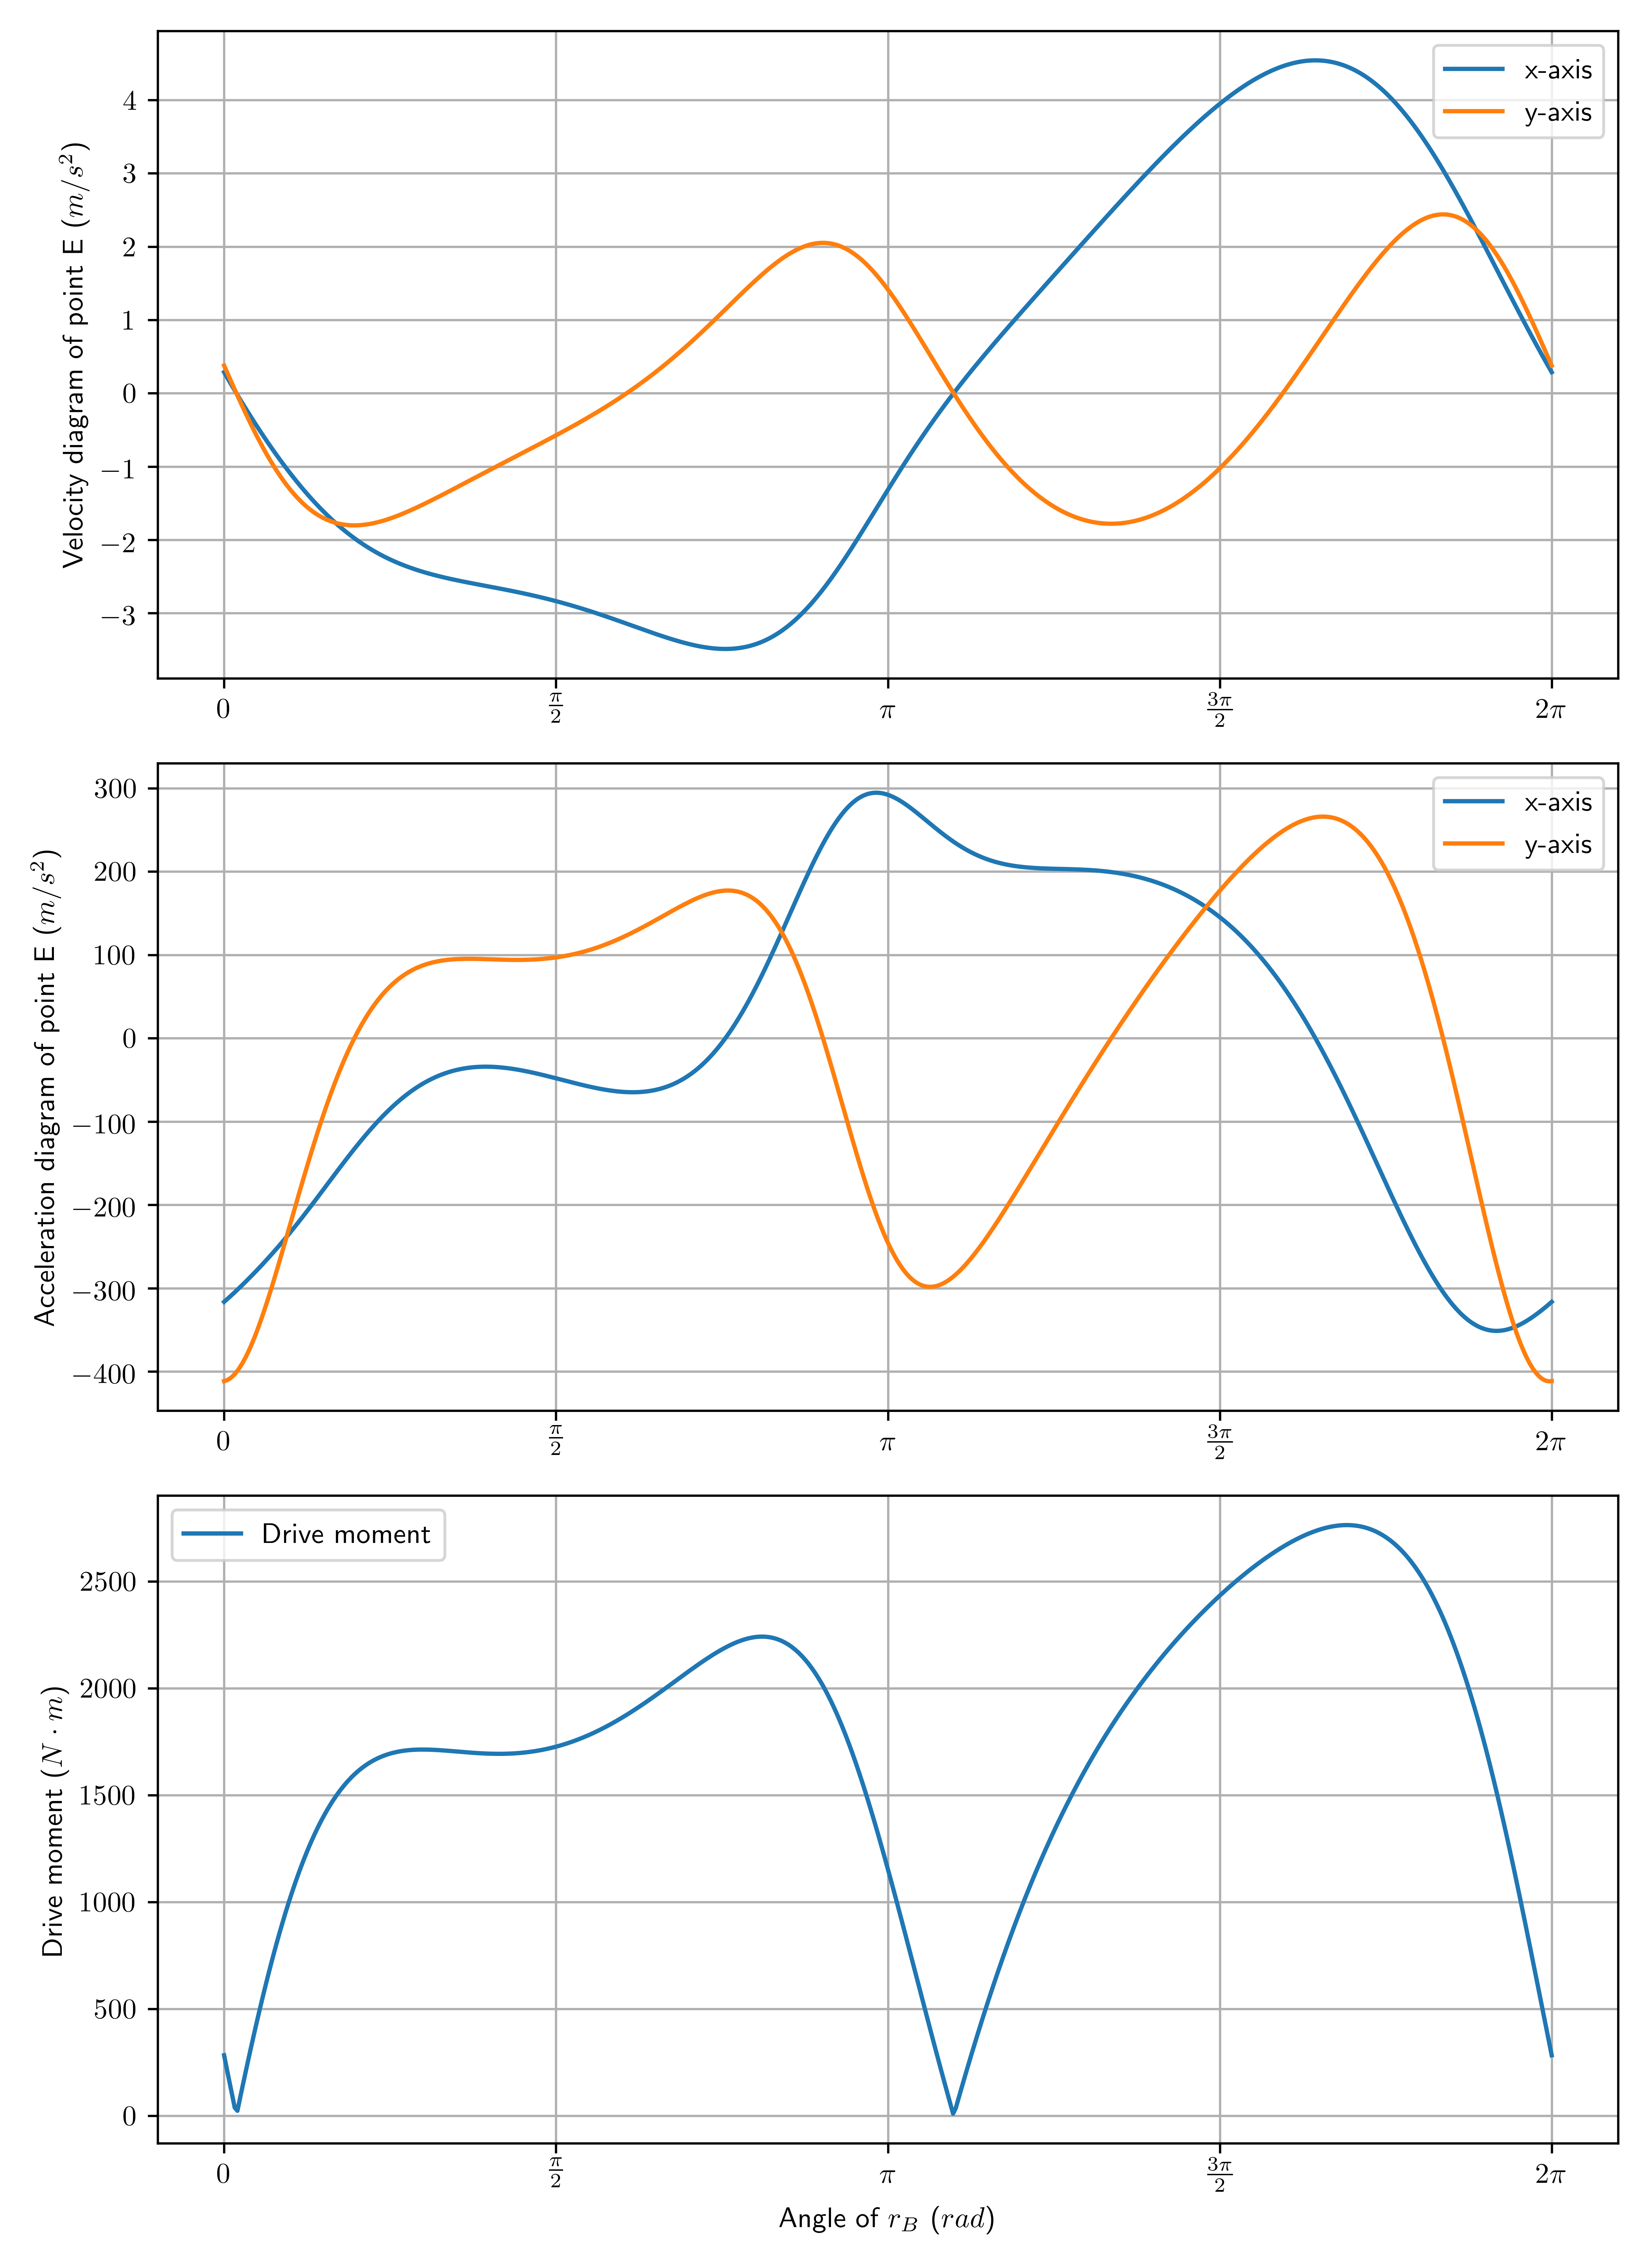 Velocity diagram of point E (m/s²)
4
3
2
1
0
−1
−2
−3
x-axis
y-axis
0
π/2
π
3π/2
2π
Acceleration diagram of point E (m/s²)
300
200
100
0
−100
−200
−300
−400
x-axis
y-axis
0
π/2
π
3π/2
2π
Drive moment (N · m)
2500
2000
1500
1000
500
0
Drive moment
0
π/2
π
3π/2
2π
Angle of r_B (rad)